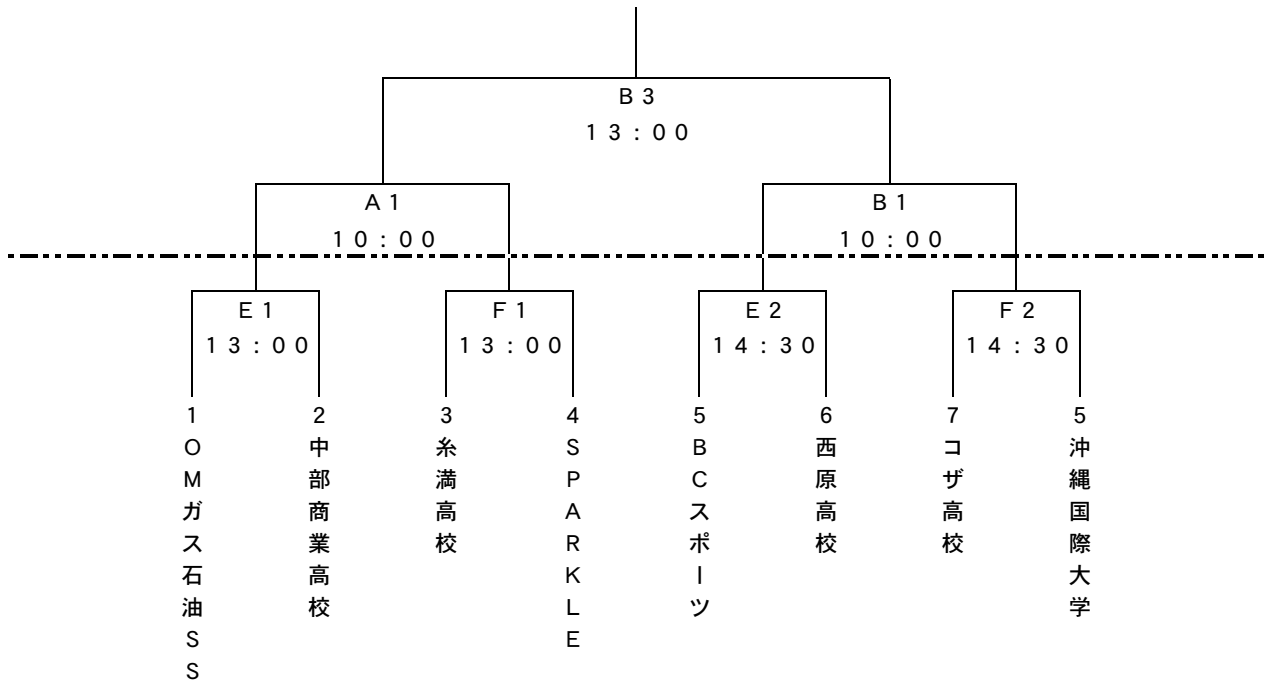 B3
13:00
A1
10:00
B1
10:00
E1
13:00
F1
13:00
E2
14:30
F2
14:30
1 OMガス石油SS
2 中部商業高校
3 糸満高校
4 SPARKLE
5 BCスポーツ
6 西原高校
7 コザ高校
5 沖縄国際大学